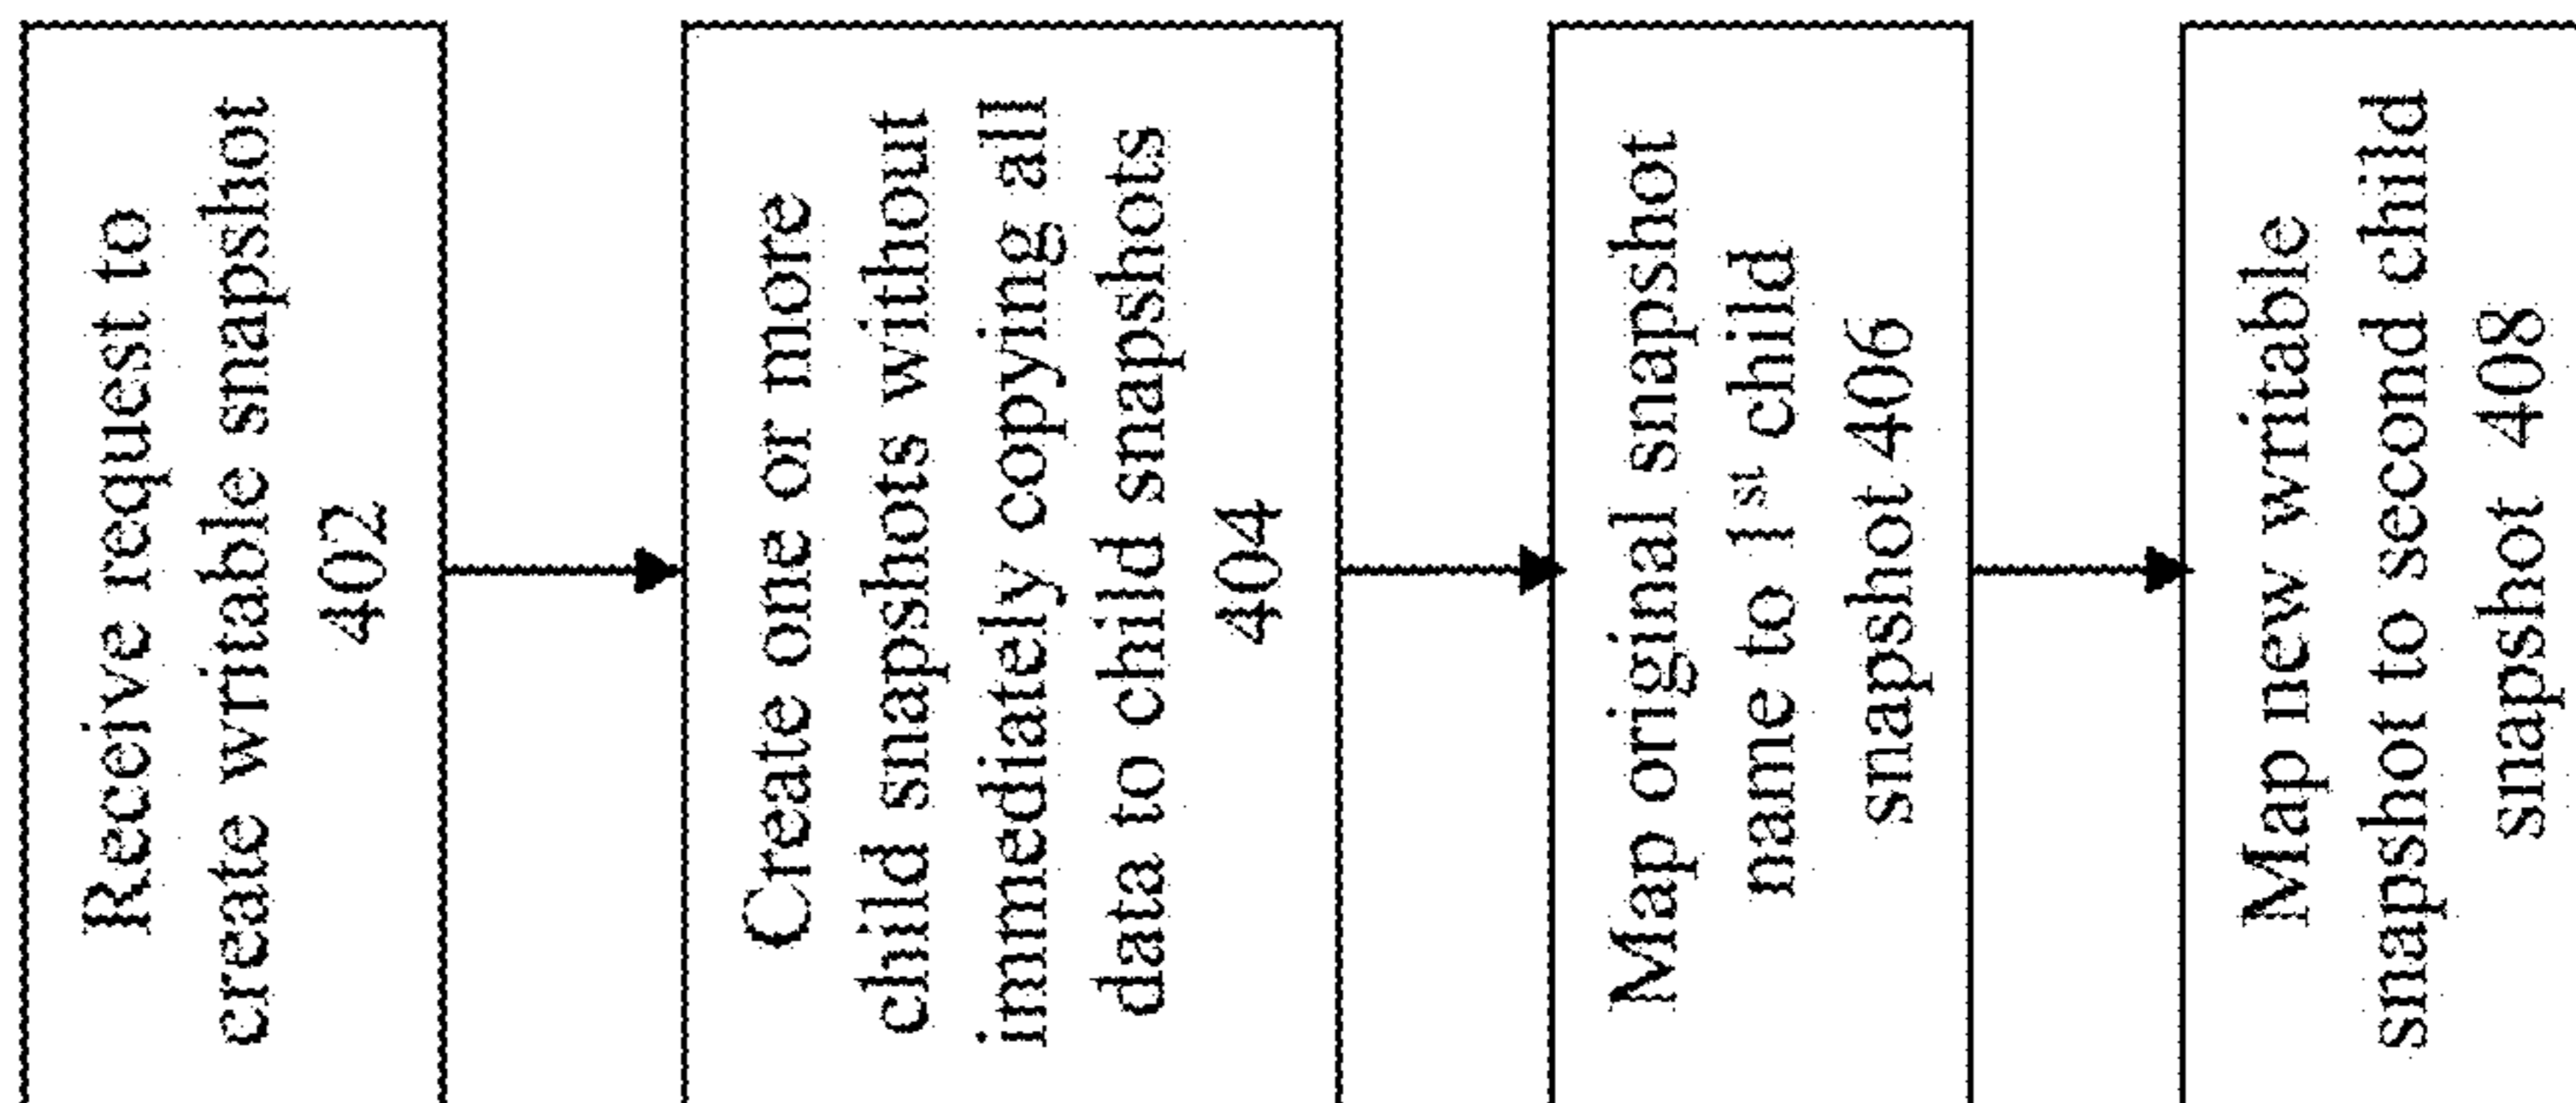 Receive request to
create writable snapshot
402
Create one or more
child snapshots without
immediately copying all
data to child snapshots
404
Map original snapshot
name to 1st child
snapshot 406
Map new writable
snapshot to second child
snapshot 408